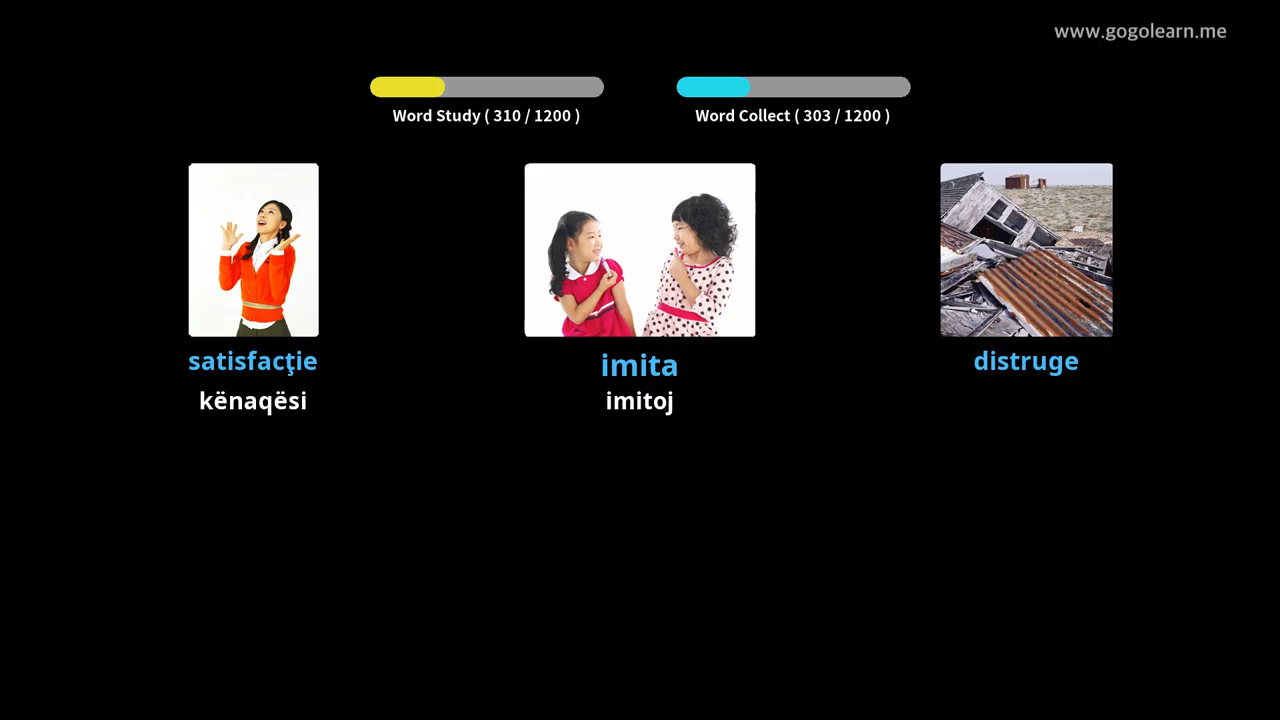 www.gogolearn.me
Word Study ( 310 / 1200 )
Word Collect ( 303 / 1200 )
satisfacţie
imita
distruge
kënaqësi
imitoj